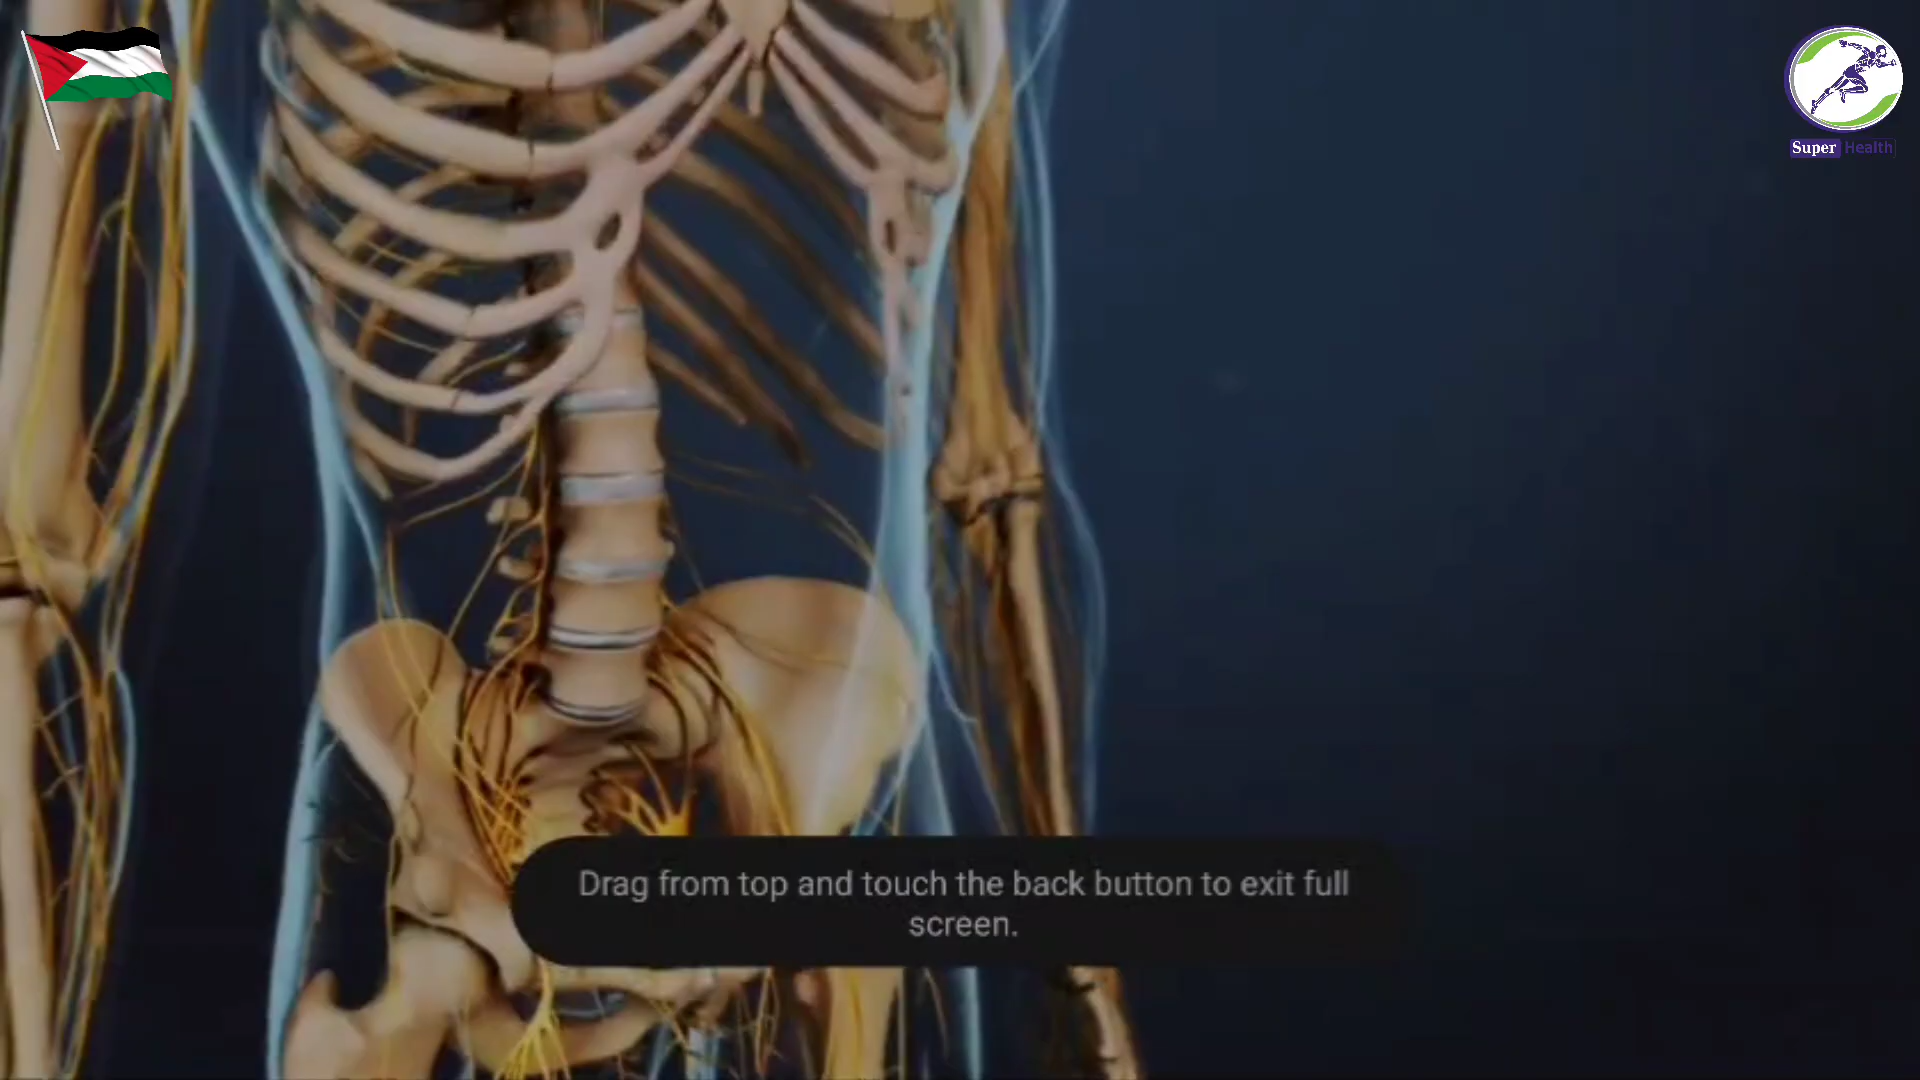 Super Health
Drag from top and touch the back button to exit full
screen.